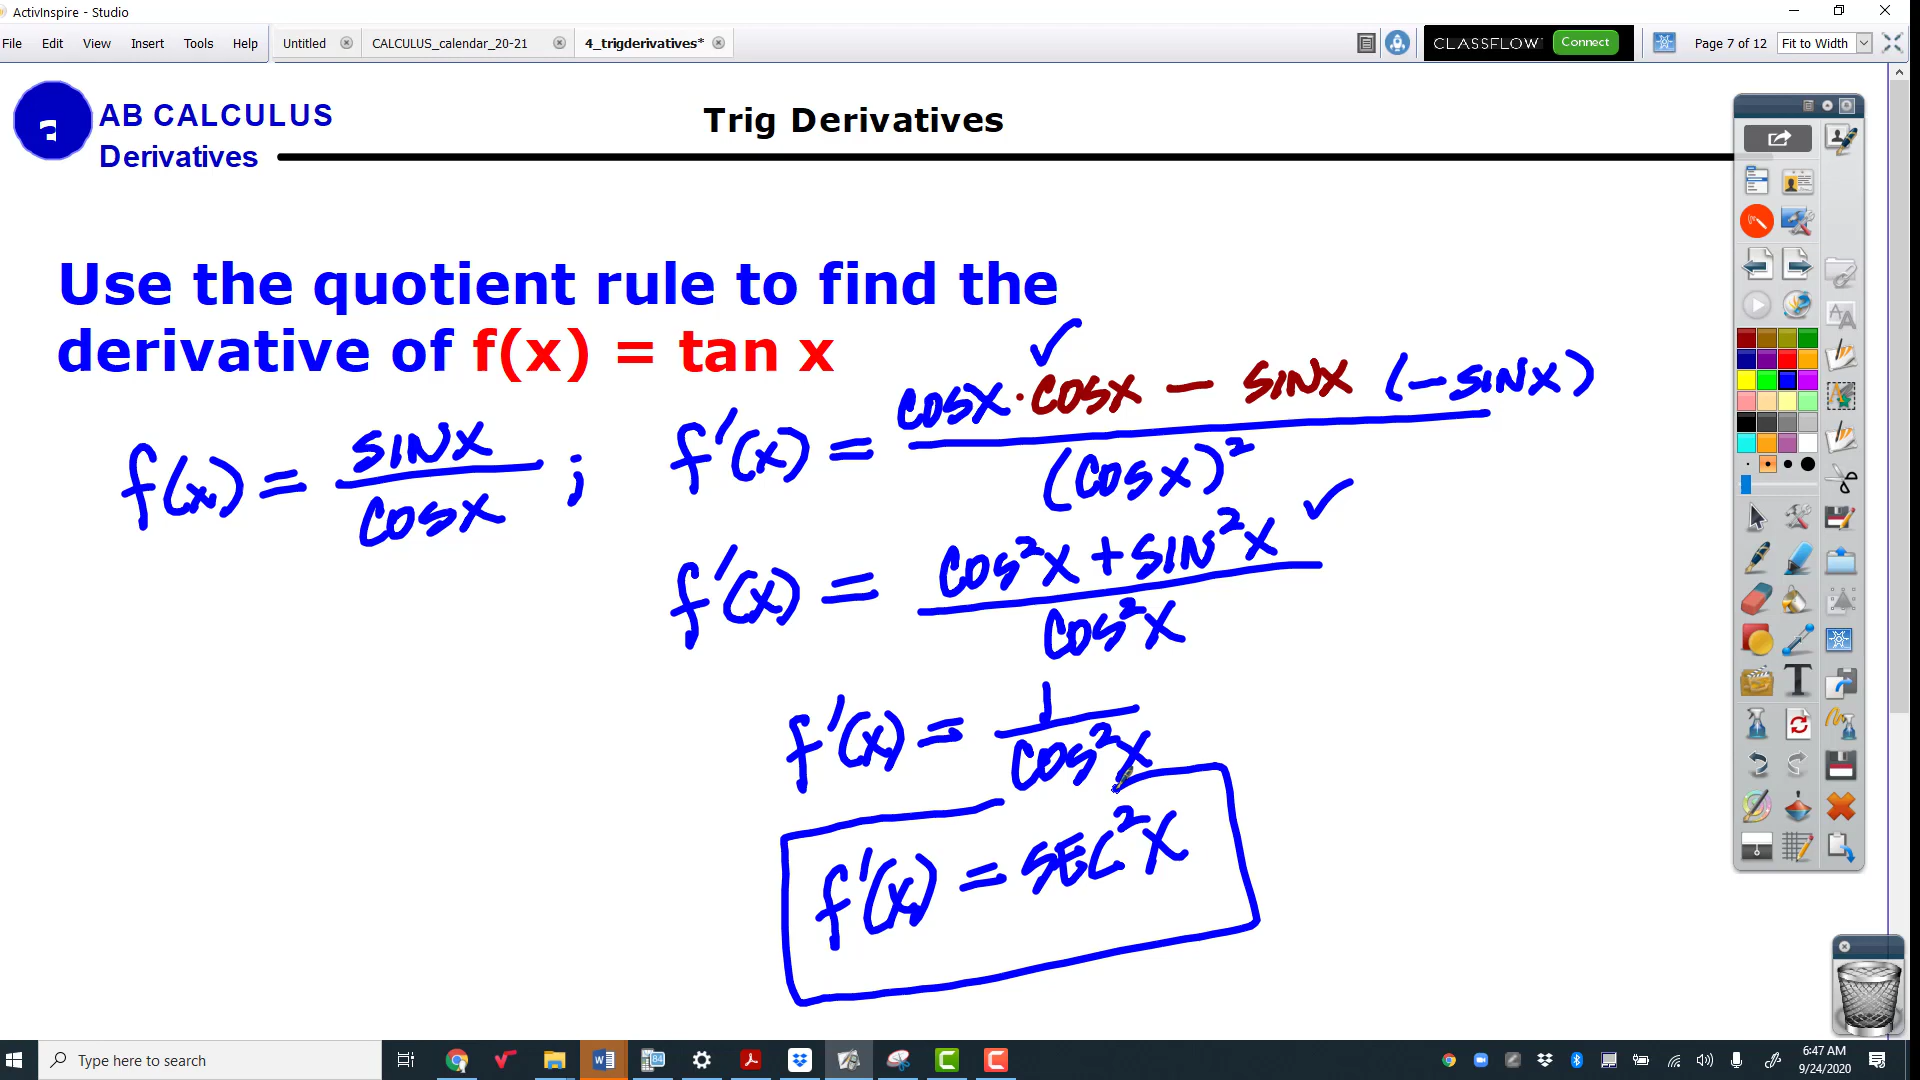 ActivInspire - Studio
File Edit View Insert Tools Help Untitled CALCULUS_calendar_20-21 4_trigderivatives* CLASSFLOW Connect Page 7 of 12 Fit to Width
AB CALCULUS
Derivatives
Trig Derivatives
Use the quotient rule to find the
derivative of f(x) = tan x
f(x) = SINX / COSX ;
f'(x) = COSX · COSX − SINX (−SINX) / (COSX)²
f'(x) = COS²X + SIN²X / COS²X
f'(x) = 1 / COS²X
f'(x) = SEC²X
Type here to search
6:47 AM
9/24/2020